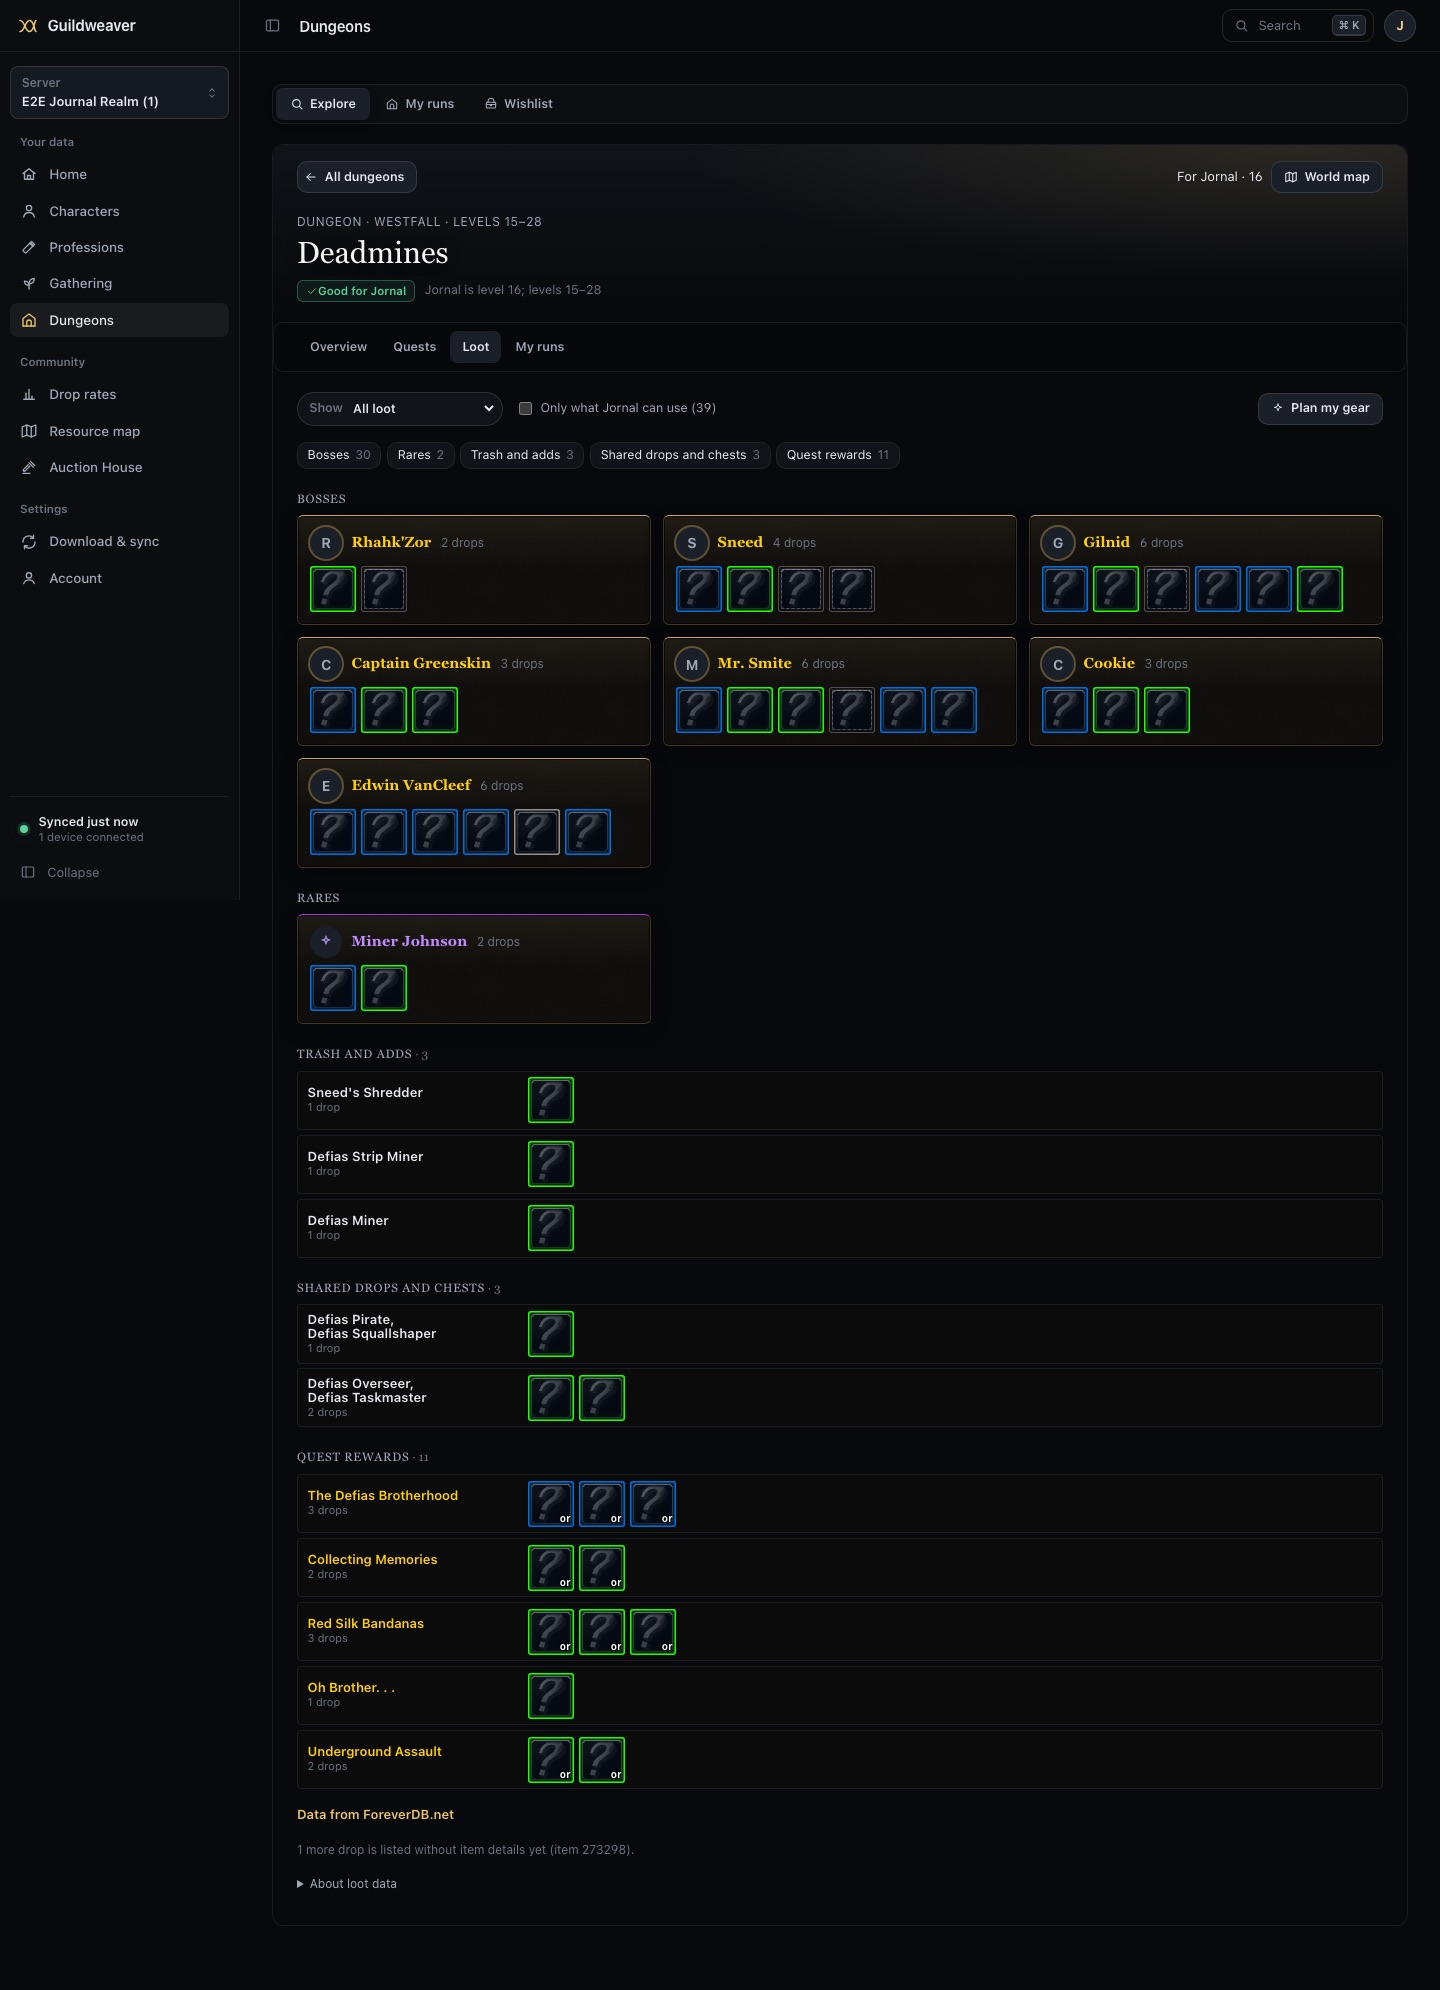 Guildweaver
Dungeons
Search
⌘ K
J
Server
E2E Journal Realm (1)
Your data
Home
Characters
Professions
Gathering
Dungeons
Community
Drop rates
Resource map
Auction House
Settings
Download & sync
Account
Synced just now
1 device connected
Collapse
Explore
My runs
Wishlist
All dungeons
For Jornal · 16
World map
DUNGEON · WESTFALL · LEVELS 15–28
Deadmines
Good for Jornal
Jornal is level 16; levels 15–28
Overview
Quests
Loot
My runs
Show All loot
Only what Jornal can use (39)
Plan my gear
Bosses 30
Rares 2
Trash and adds 3
Shared drops and chests 3
Quest rewards 11
BOSSES
R
Rhahk'Zor 2 drops
S
Sneed 4 drops
G
Gilnid 6 drops
C
Captain Greenskin 3 drops
M
Mr. Smite 6 drops
C
Cookie 3 drops
E
Edwin VanCleef 6 drops
RARES
Miner Johnson 2 drops
TRASH AND ADDS · 3
Sneed's Shredder
1 drop
Defias Strip Miner
1 drop
Defias Miner
1 drop
SHARED DROPS AND CHESTS · 3
Defias Pirate,
Defias Squallshaper
1 drop
Defias Overseer,
Defias Taskmaster
2 drops
QUEST REWARDS · 11
The Defias Brotherhood
3 drops
or or or
Collecting Memories
2 drops
or or
Red Silk Bandanas
3 drops
or or or
Oh Brother. . .
1 drop
Underground Assault
2 drops
or or
Data from ForeverDB.net
1 more drop is listed without item details yet (item 273298).
About loot data